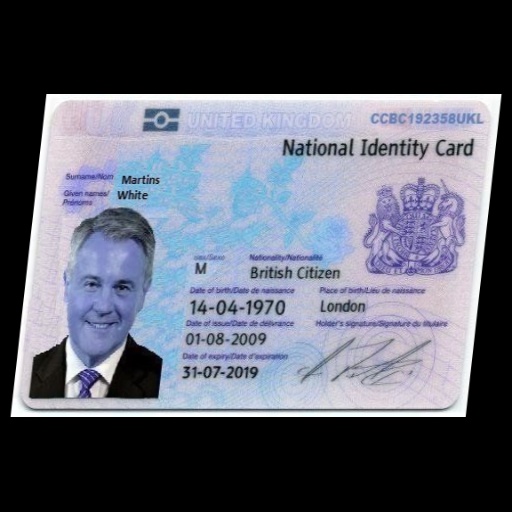 UNITED KINGDOM CCBC192358UKL
National Identity Card
Surname/Nom Martins
Given names/ White
Prénoms
Sex/Sexe Nationality/Nationalité
M British Citizen
Date of birth/Date de naissance Place of birth/Lieu de naissance
14-04-1970 London
Date of issue/Date de délivrance Holder's signature/Signature du titulaire
01-08-2009
Date of expiry/Date d'expiration
31-07-2019